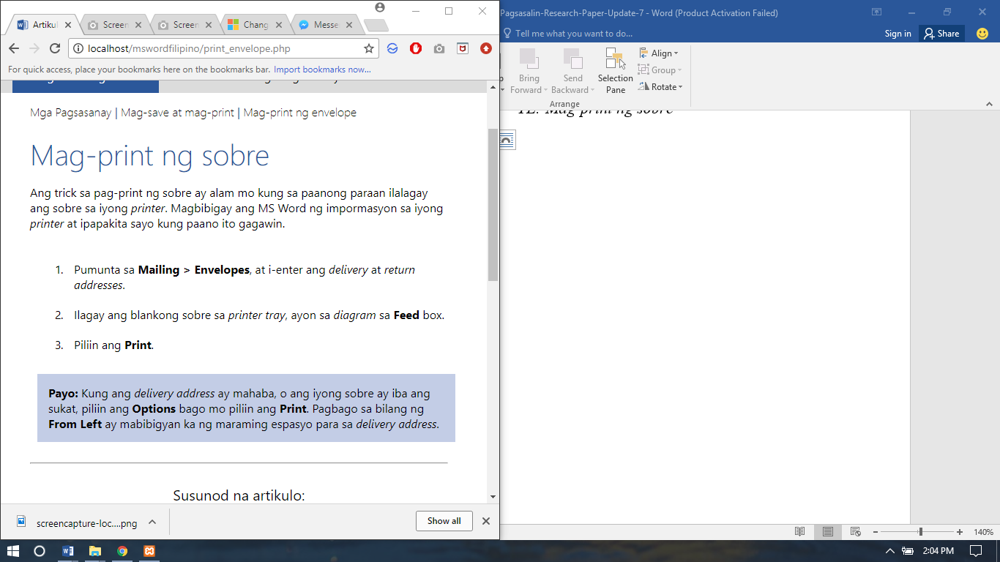 Artikul
Screen
Screen
Chang
Messe
localhost/mswordfilipino/print_envelope.php
For quick access, place your bookmarks here on the bookmarks bar. Import bookmarks now...
Mga Pagsasanay | Mag-save at mag-print | Mag-print ng envelope
Mag-print ng sobre
Ang trick sa pag-print ng sobre ay alam mo kung sa paanong paraan ilalagay
ang sobre sa iyong printer. Magbibigay ang MS Word ng impormasyon sa iyong
printer at ipapakita sayo kung paano ito gagawin.
1. Pumunta sa Mailing > Envelopes, at i-enter ang delivery at return
addresses.
2. Ilagay ang blankong sobre sa printer tray, ayon sa diagram sa Feed box.
3. Piliin ang Print.
Payo: Kung ang delivery address ay mahaba, o ang iyong sobre ay iba ang
sukat, piliin ang Options bago mo piliin ang Print. Pagbago sa bilang ng
From Left ay mabibigyan ka ng maraming espasyo para sa delivery address.
Susunod na artikulo:
screencapture-loc....png
Show all
Pagsasalin-Research-Paper-Update-7 - Word (Product Activation Failed)
Tell me what you want to do...
Sign in
Share
Bring
Forward
Send
Backward
Selection
Pane
Align
Group
Rotate
Arrange
Mag-print ng sobre
140%
2:04 PM